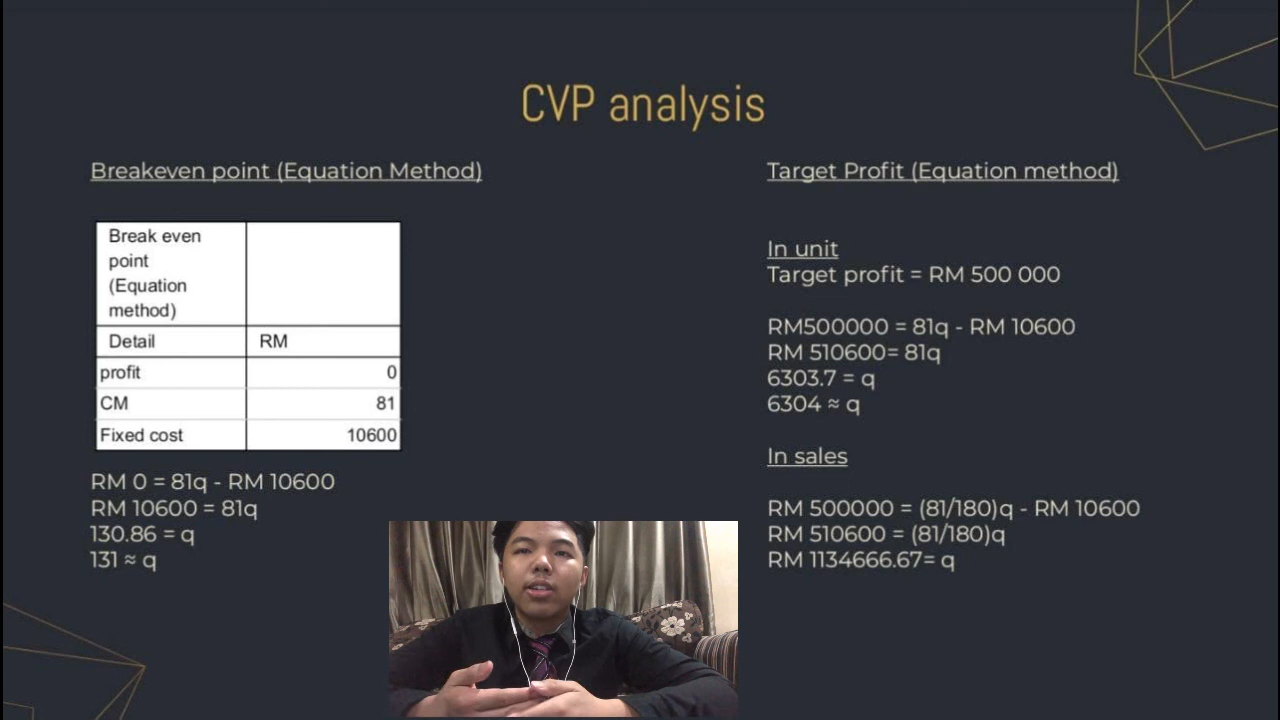 CVP analysis
Breakeven point (Equation Method)
Break even
point
(Equation
method)
Detail RM
profit 0
CM 81
Fixed cost 10600
RM 0 = 81q - RM 10600
RM 10600 = 81q
130.86 = q
131 ≈ q
Target Profit (Equation method)
In unit
Target profit = RM 500 000
RM500000 = 81q - RM 10600
RM 510600= 81q
6303.7 = q
6304 ≈ q
In sales
RM 500000 = (81/180)q - RM 10600
RM 510600 = (81/180)q
RM 1134666.67= q